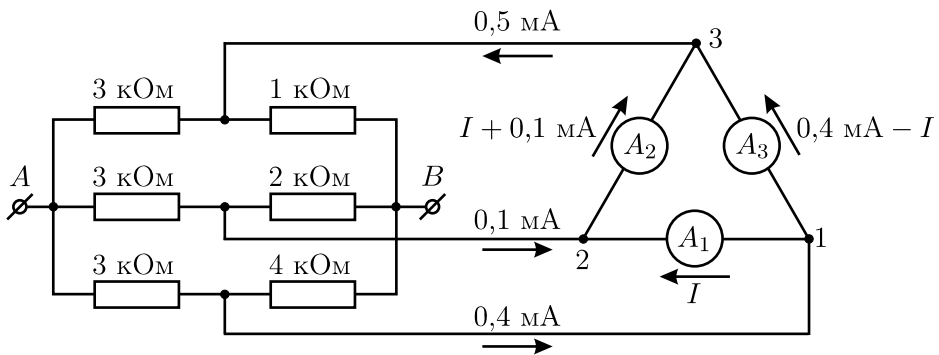 0,5 мА
3
3 кОм
1 кОм
I + 0,1 мА
A₂
A₃
0,4 мА − I
A
3 кОм
2 кОм
B
0,1 мА
A₁
1
2
3 кОм
4 кОм
I
0,4 мА